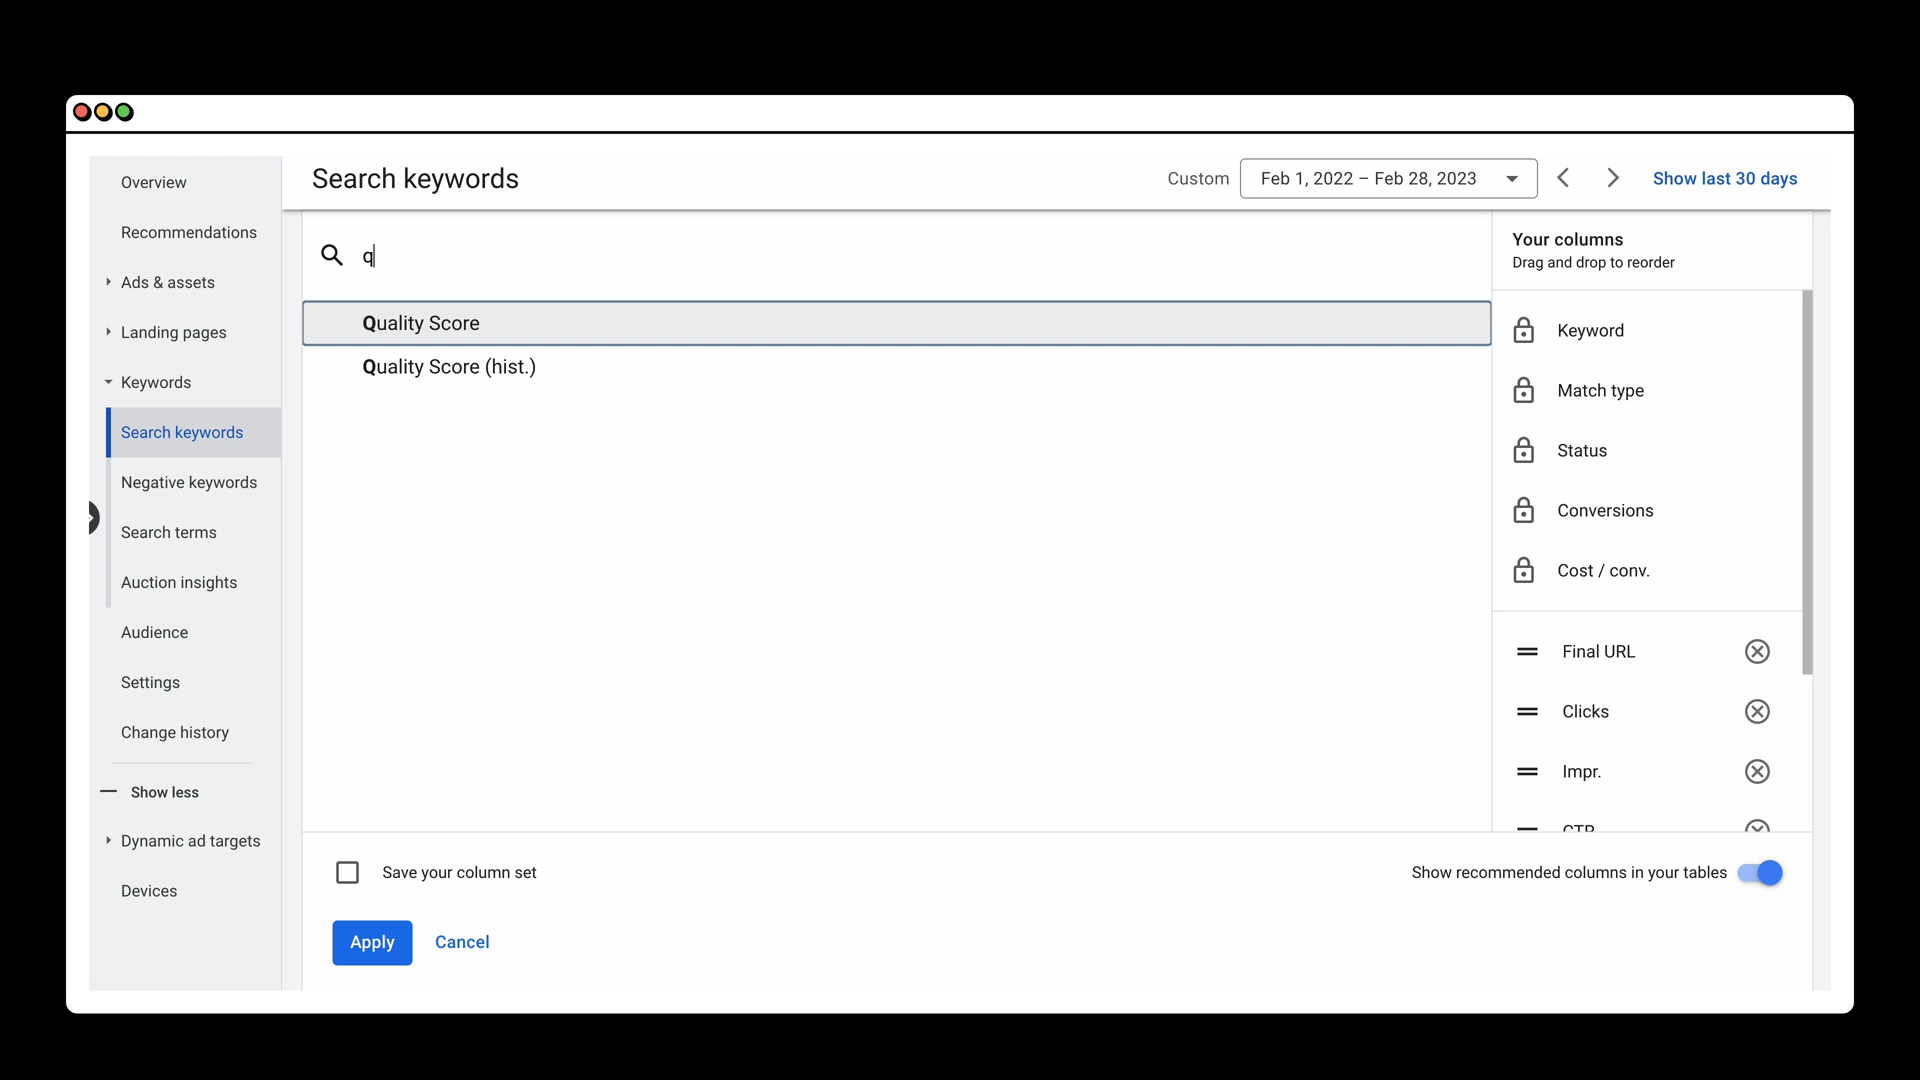 Overview
Recommendations
Ads & assets
Landing pages
Keywords
Search keywords
Negative keywords
Search terms
Auction insights
Audience
Settings
Change history
Show less
Dynamic ad targets
Devices
Search keywords
Custom
Feb 1, 2022 – Feb 28, 2023
Show last 30 days
q
Quality Score
Quality Score (hist.)
Your columns
Drag and drop to reorder
Keyword
Match type
Status
Conversions
Cost / conv.
Final URL
Clicks
Impr.
CTR
Save your column set
Show recommended columns in your tables
Apply
Cancel